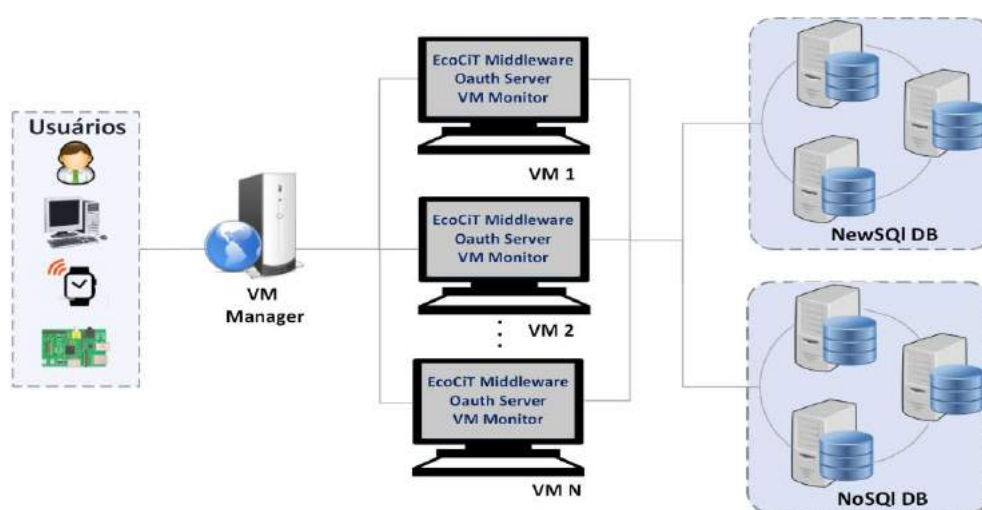 Usuários
VM
Manager
EcoCiT Middleware
Oauth Server
VM Monitor
VM 1
EcoCiT Middleware
Oauth Server
VM Monitor
VM 2
EcoCiT Middleware
Oauth Server
VM Monitor
VM N
NewSQl DB
NoSQl DB